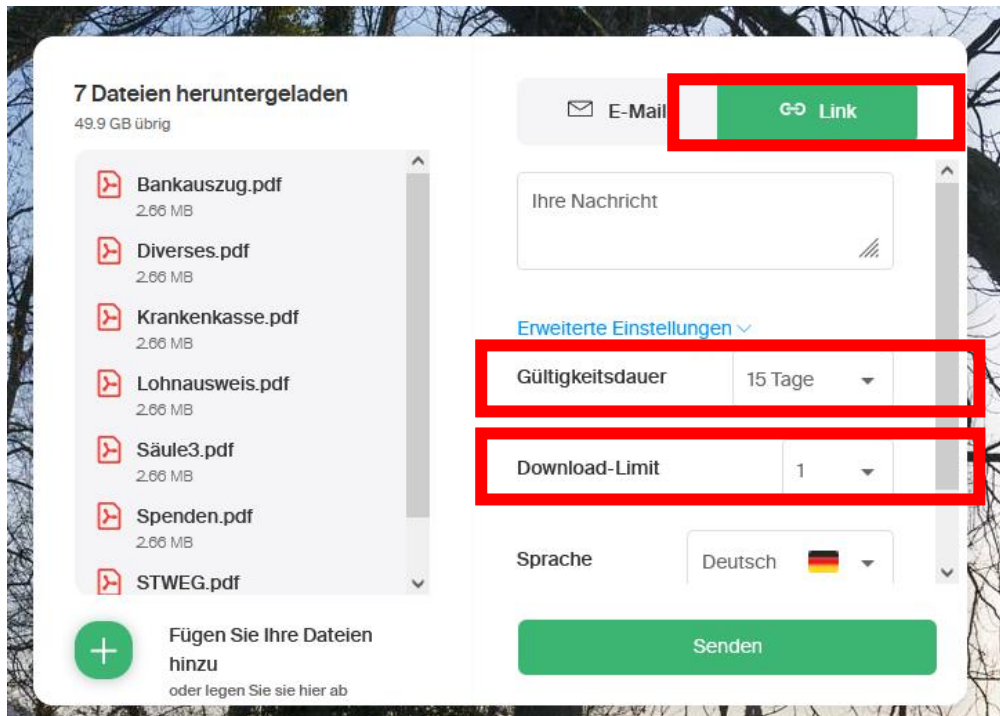 7 Dateien heruntergeladen
49.9 GB übrig
Bankauszug.pdf
2.66 MB
Diverses.pdf
2.66 MB
Krankenkasse.pdf
2.66 MB
Lohnausweis.pdf
2.66 MB
Säule3.pdf
2.66 MB
Spenden.pdf
2.66 MB
STWEG.pdf
Fügen Sie Ihre Dateien
hinzu
oder legen Sie sie hier ab
E-Mail
Link
Ihre Nachricht
Erweiterte Einstellungen
Gültigkeitsdauer 15 Tage
Download-Limit 1
Sprache Deutsch
Senden